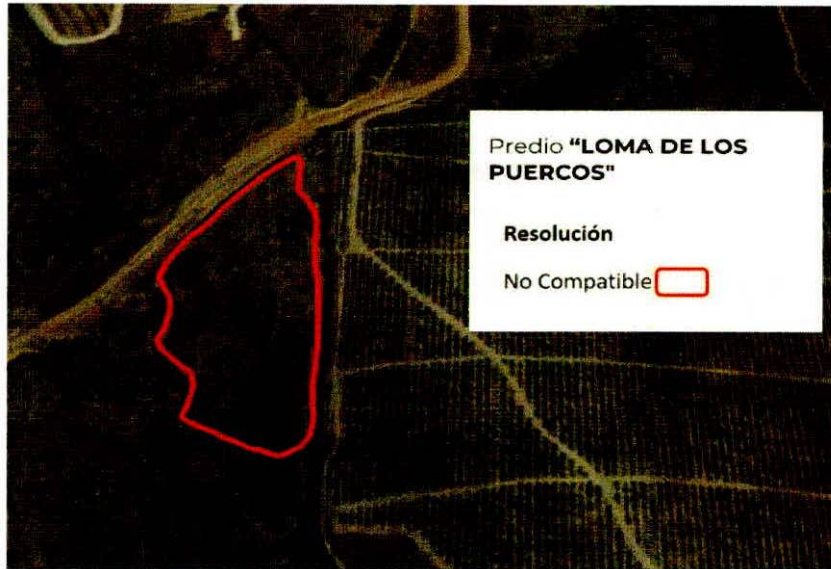 Predio “LOMA DE LOS
PUERCOS"
Resolución
No Compatible